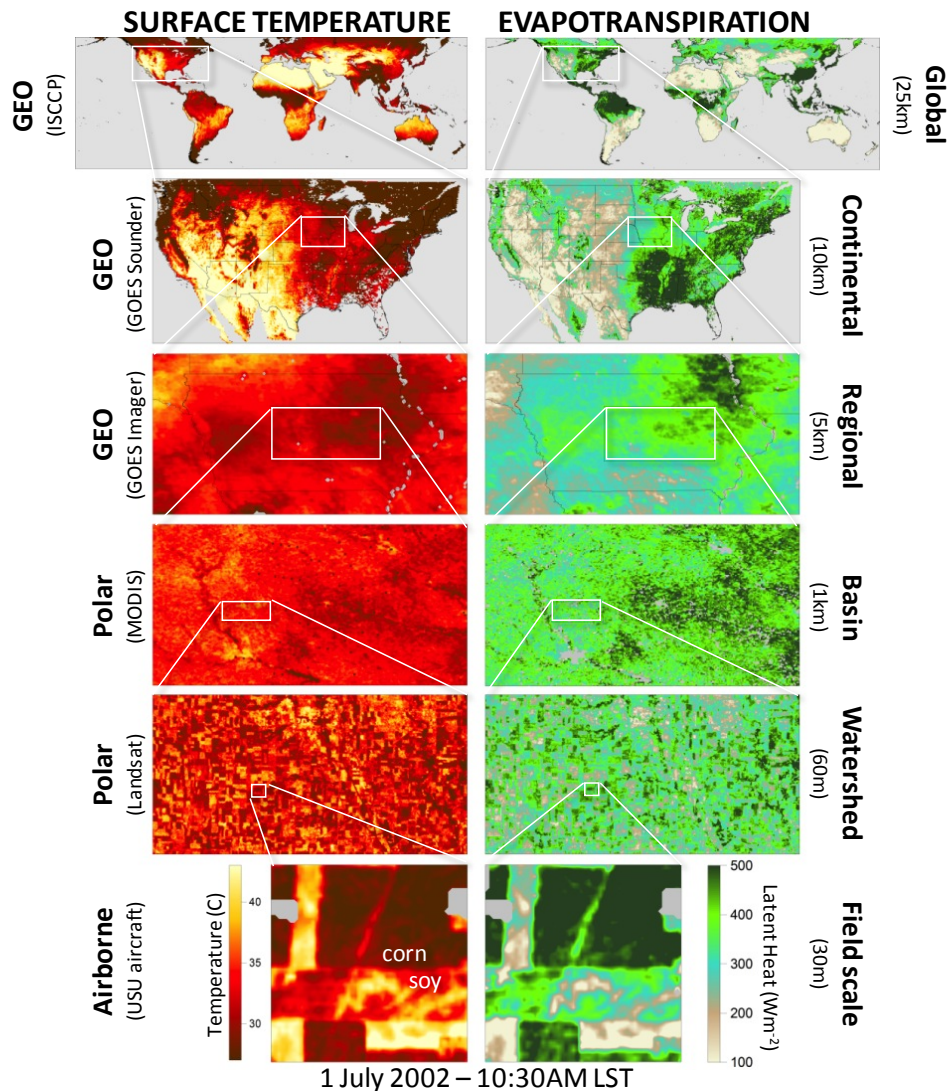 SURFACE TEMPERATURE
EVAPOTRANSPIRATION
GEO
(ISCCP)
Global
(25km)
GEO
(GOES Sounder)
Continental
(10km)
GEO
(GOES Imager)
Regional
(5km)
Polar
(MODIS)
Basin
(1km)
Polar
(Landsat)
Watershed
(60m)
Airborne
(USU aircraft)
Temperature (C)
40
35
30
corn
soy
500
400
300
200
100
Latent Heat (Wm-2)
Field scale
(30m)
1 July 2002 – 10:30AM LST